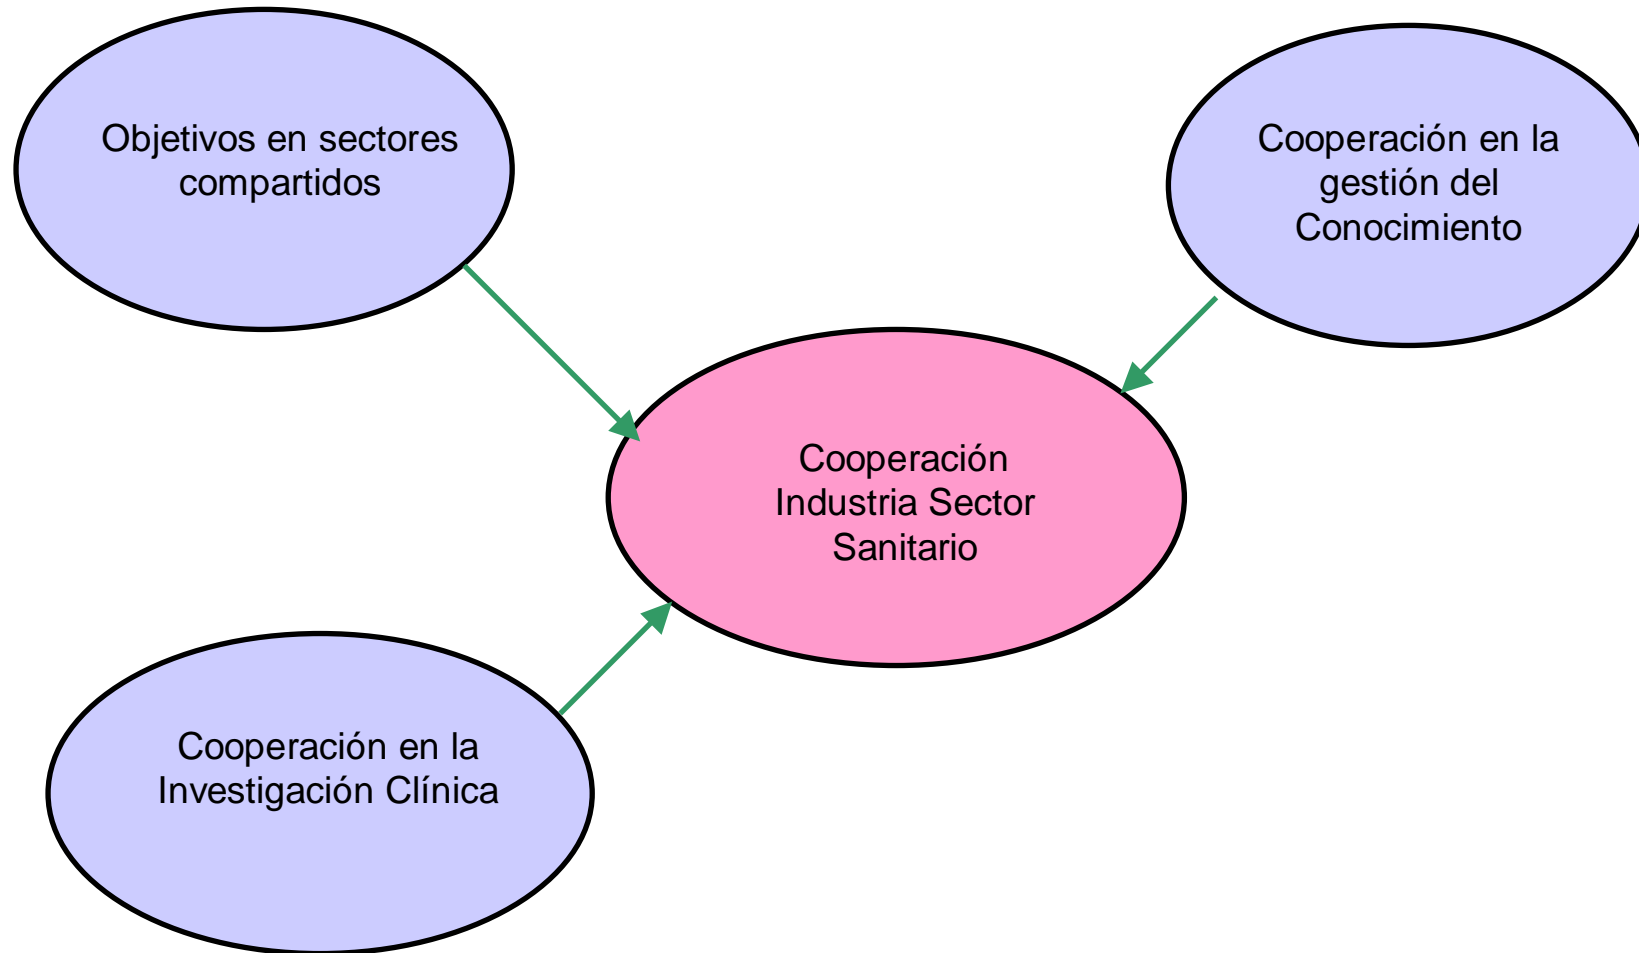 Objetivos en sectores
compartidos
Cooperación en la
gestión del
Conocimiento
Cooperación
Industria Sector
Sanitario
Cooperación en la
Investigación Clínica